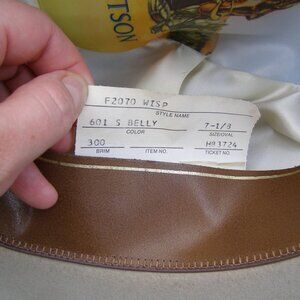 TSON
F2070 WISP
STYLE NAME
601 S BELLY 7-1/8
COLOR SIZE/OVAL
300 H93724
BRIM ITEM NO. TICKET NO.